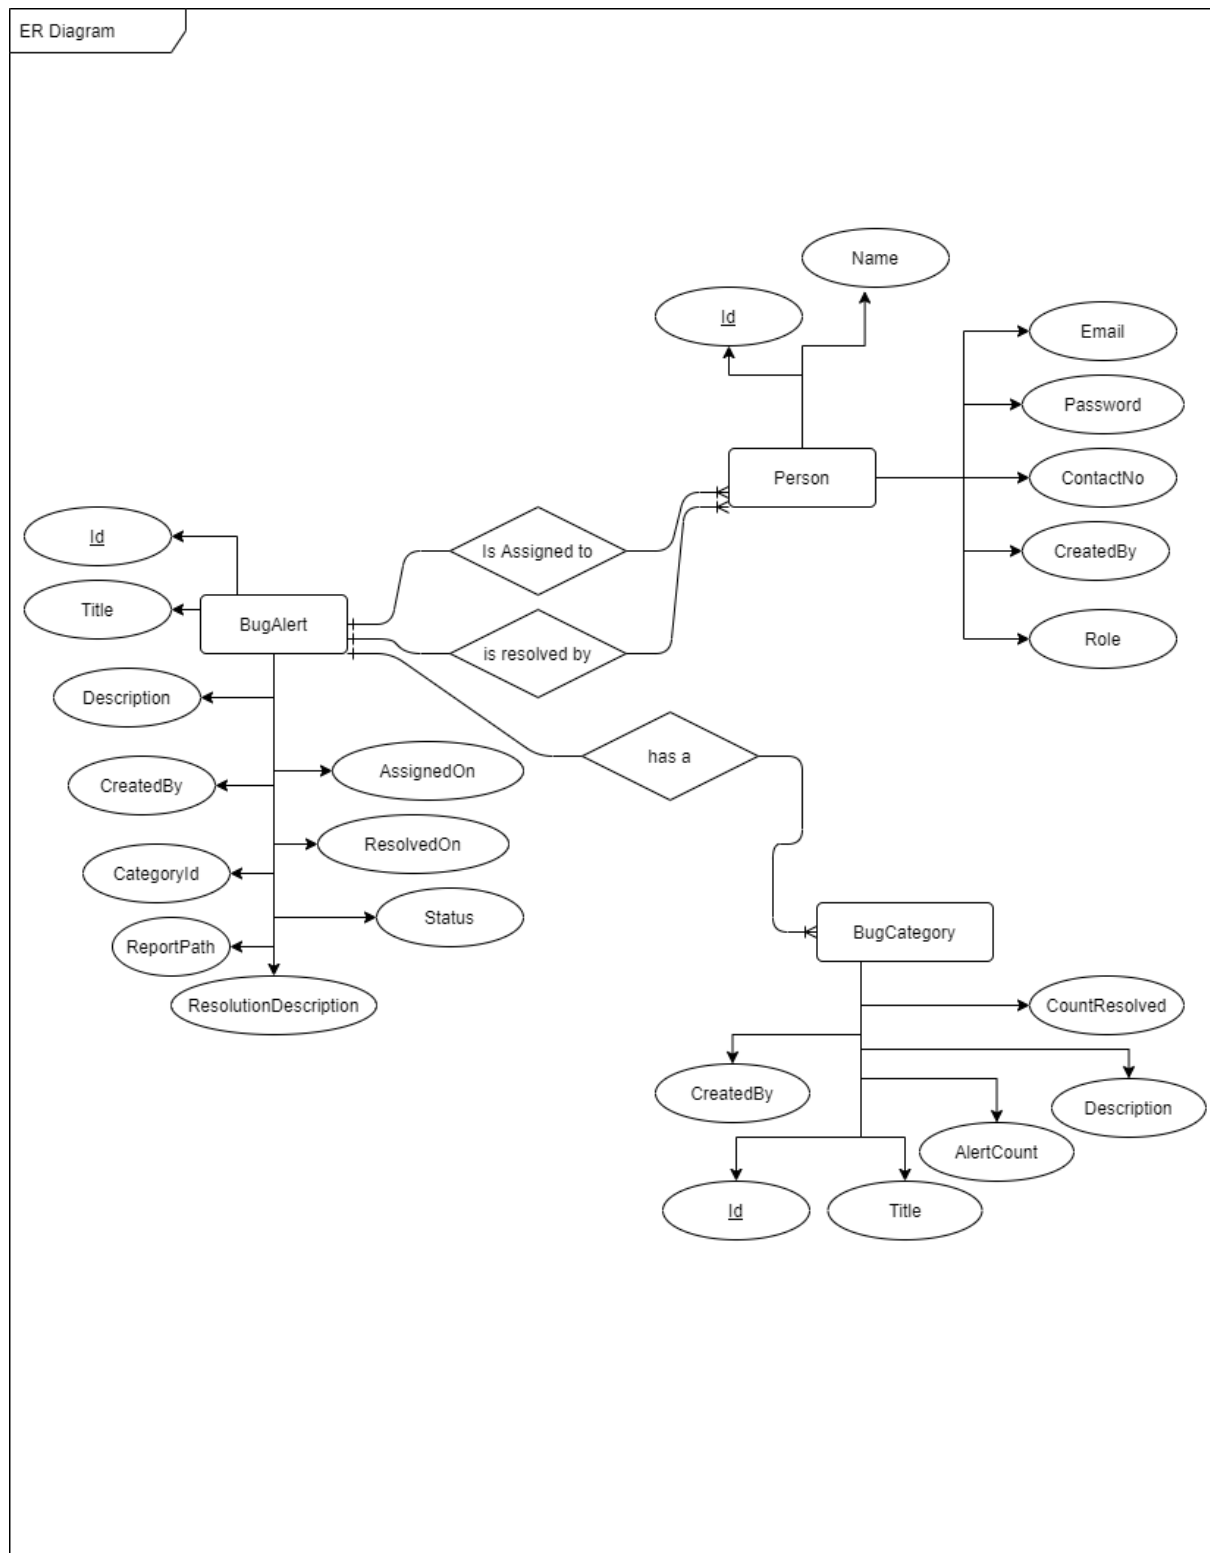 ER Diagram
Name
Id
Email
Password
Person
ContactNo
Id
Is Assigned to
CreatedBy
Title
BugAlert
is resolved by
Role
Description
has a
AssignedOn
CreatedBy
ResolvedOn
CategoryId
Status
BugCategory
ReportPath
ResolutionDescription
CountResolved
CreatedBy
Description
AlertCount
Id
Title